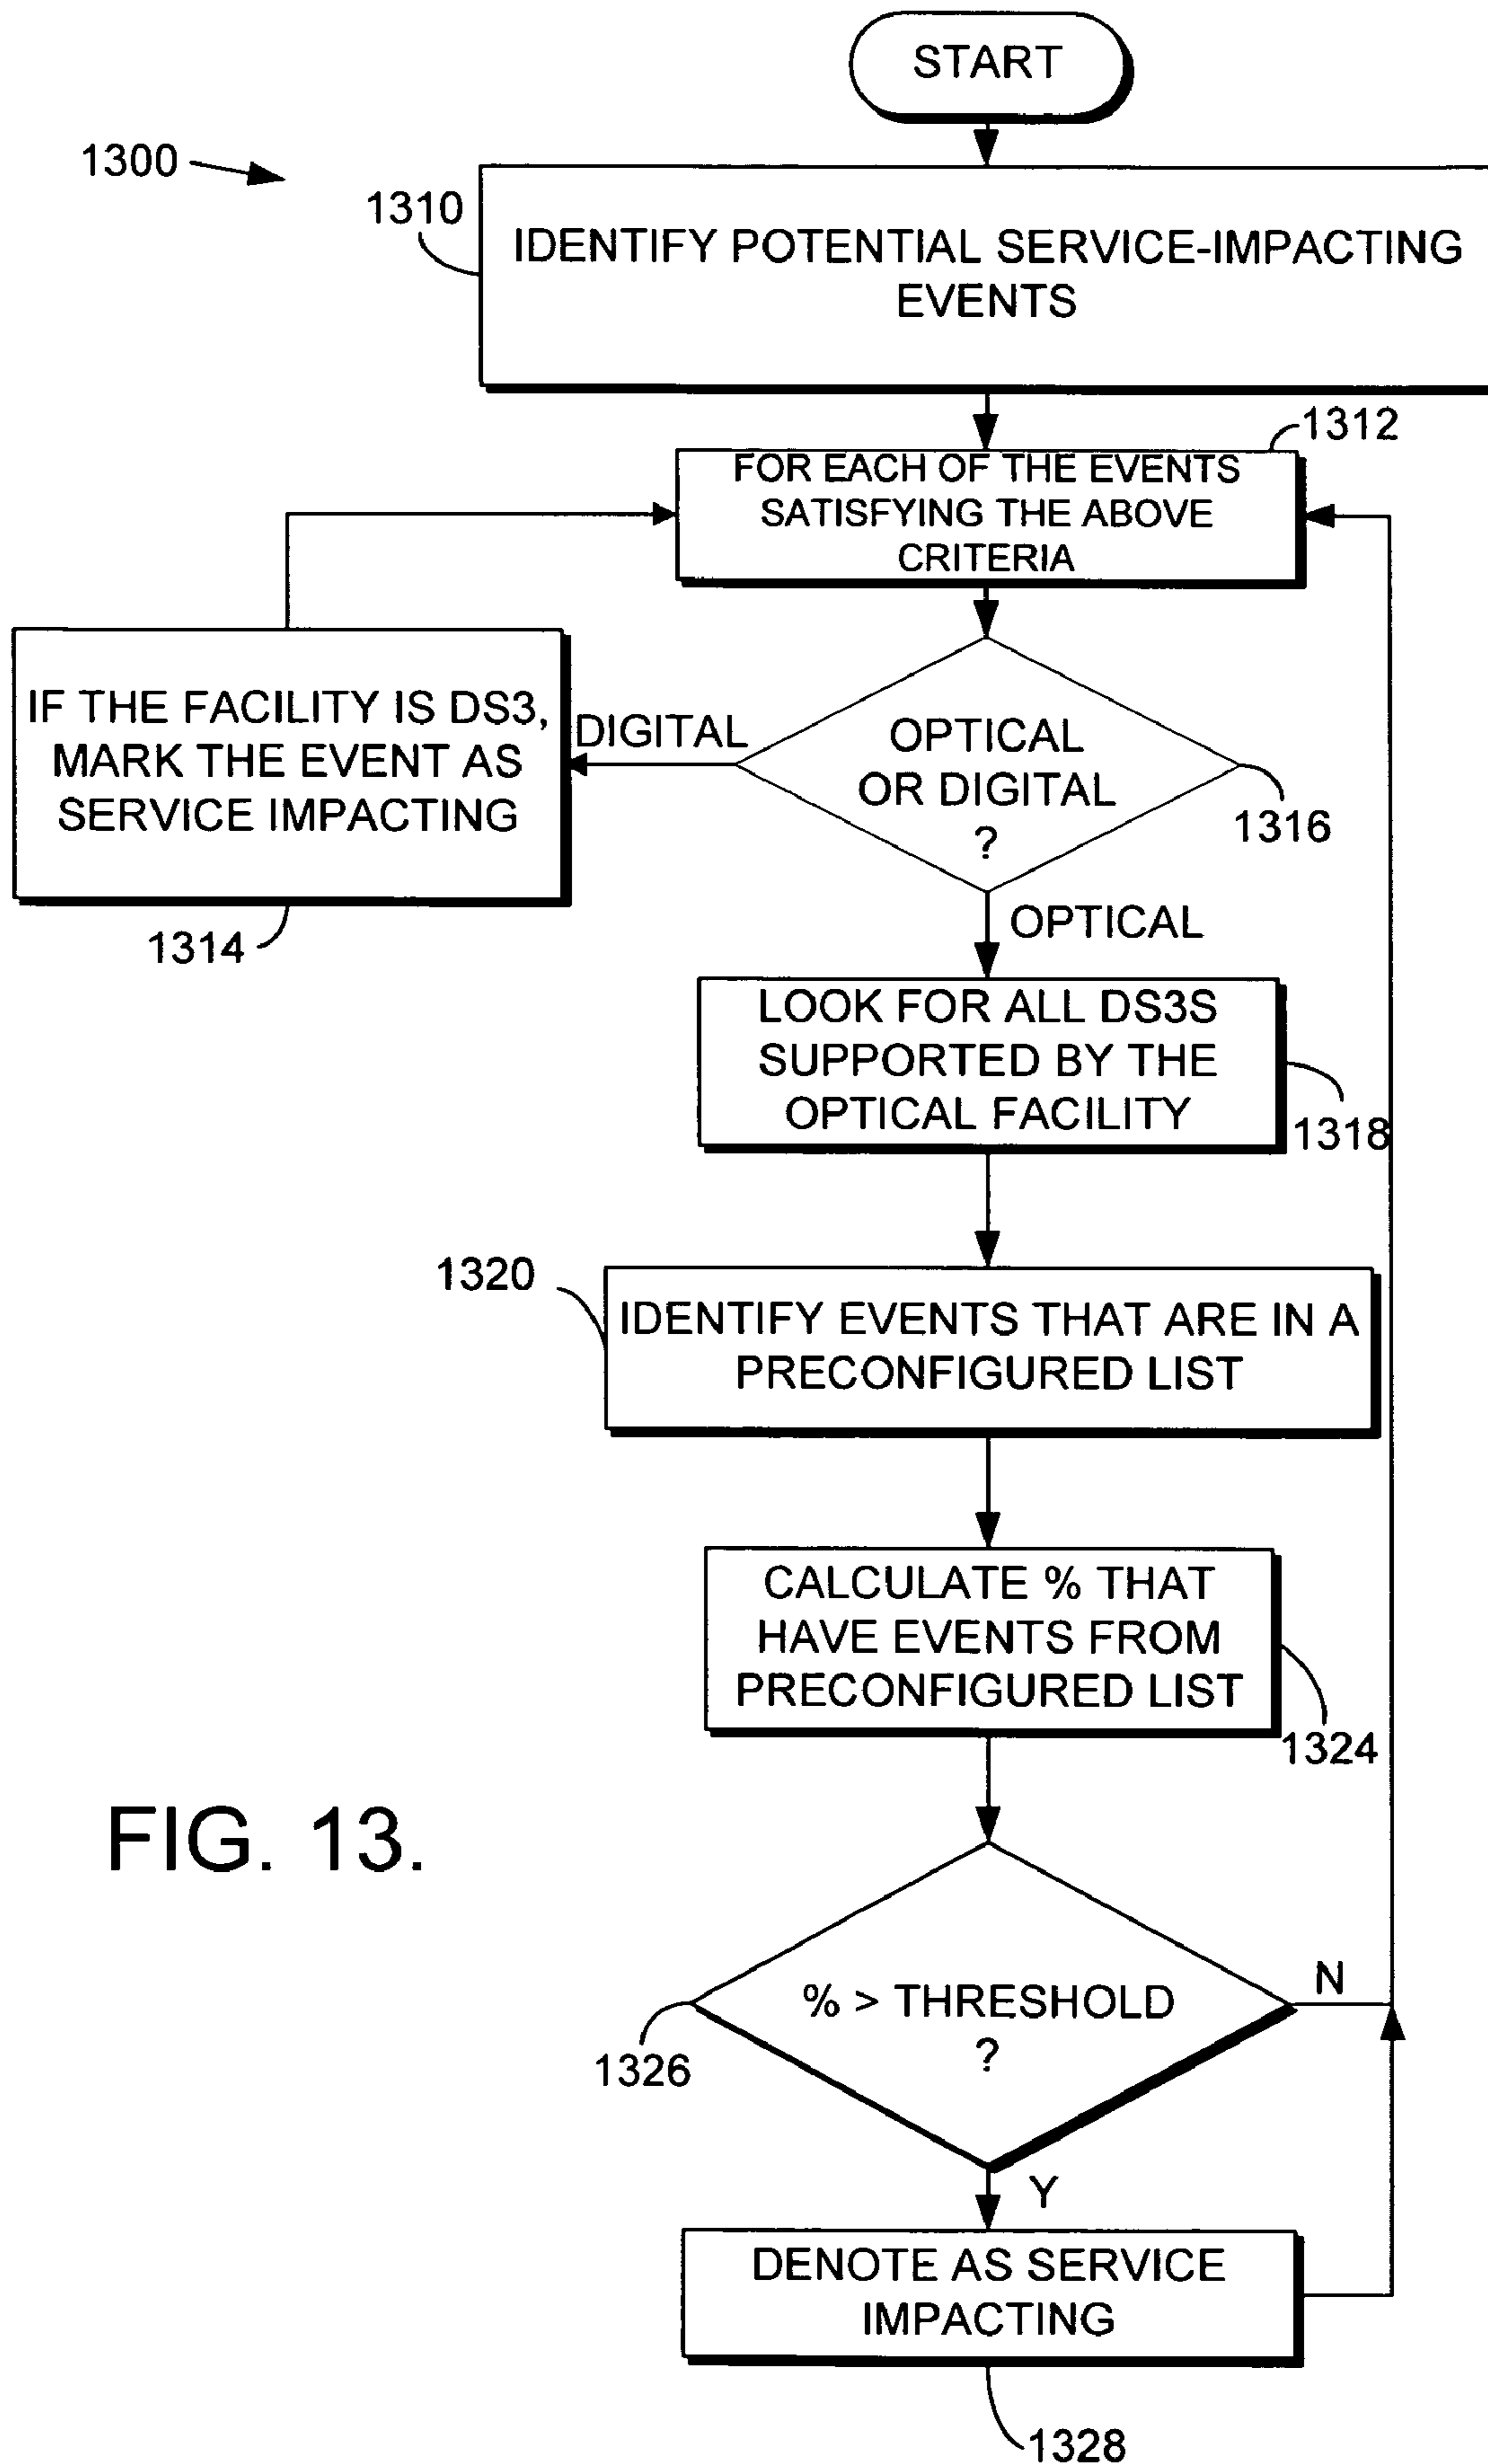 START
1300
1310
IDENTIFY POTENTIAL SERVICE-IMPACTING
EVENTS
1312
FOR EACH OF THE EVENTS
SATISFYING THE ABOVE
CRITERIA
IF THE FACILITY IS DS3,
MARK THE EVENT AS
SERVICE IMPACTING
1314
DIGITAL
OPTICAL
OR DIGITAL
?
1316
OPTICAL
LOOK FOR ALL DS3S
SUPPORTED BY THE
OPTICAL FACILITY
1318
1320
IDENTIFY EVENTS THAT ARE IN A
PRECONFIGURED LIST
CALCULATE % THAT
HAVE EVENTS FROM
PRECONFIGURED LIST
1324
FIG. 13.
% > THRESHOLD
?
N
1326
Y
DENOTE AS SERVICE
IMPACTING
1328